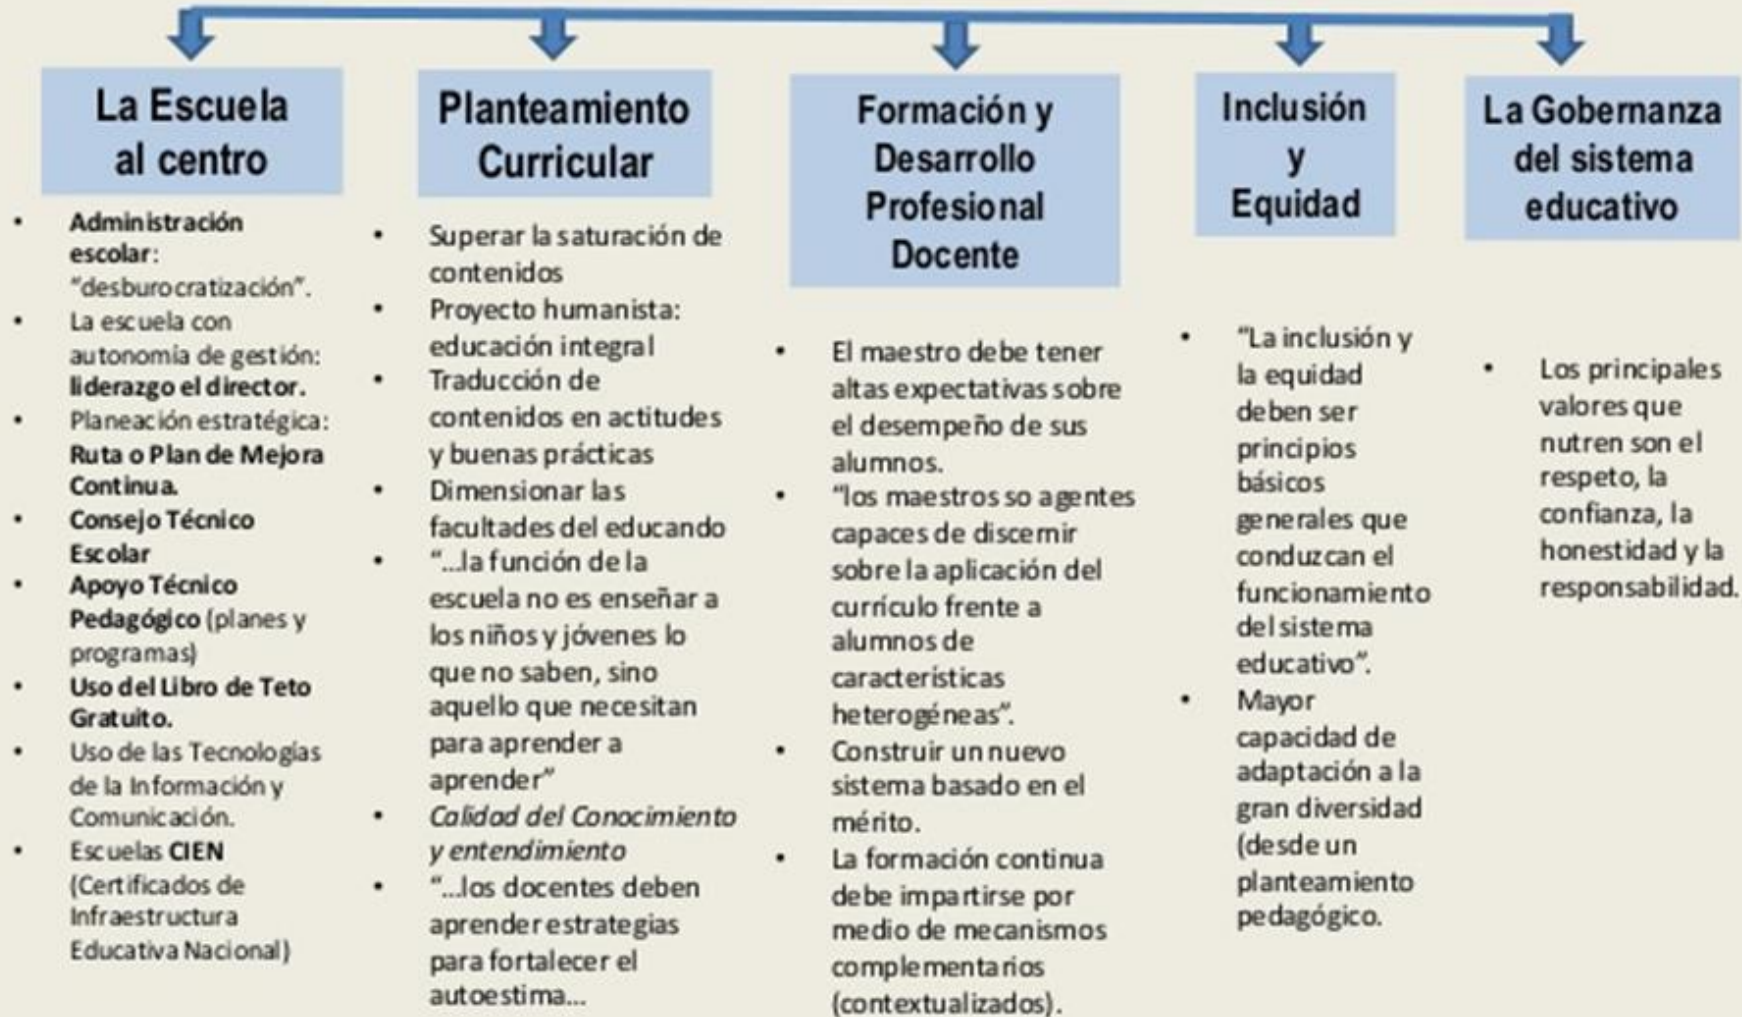 La Escuela
al centro
• Administración
escolar:
“desburocratización”.
• La escuela con
autonomía de gestión:
liderazgo el director.
• Planeación estratégica:
Ruta o Plan de Mejora
Continua.
• Consejo Técnico
Escolar
• Apoyo Técnico
Pedagógico (planes y
programas)
• Uso del Libro de Teto
Gratuito.
• Uso de las Tecnologías
de la Información y
Comunicación.
• Escuelas CIEN
(Certificados de
Infraestructura
Educativa Nacional)
Planteamiento
Curricular
• Superar la saturación de
contenidos
• Proyecto humanista:
educación integral
• Traducción de
contenidos en actitudes
y buenas prácticas
• Dimensionar las
facultades del educando
• “...la función de la
escuela no es enseñar a
los niños y jóvenes lo
que no saben, sino
aquello que necesitan
para aprender a
aprender”
• Calidad del Conocimiento
y entendimiento
• “...los docentes deben
aprender estrategias
para fortalecer el
autoestima...
Formación y
Desarrollo
Profesional
Docente
• El maestro debe tener
altas expectativas sobre
el desempeño de sus
alumnos.
• “los maestros so agentes
capaces de discernir
sobre la aplicación del
currículo frente a
alumnos de
características
heterogéneas”.
• Construir un nuevo
sistema basado en el
mérito.
• La formación continua
debe impartirse por
medio de mecanismos
complementarios
(contextualizados).
Inclusión
y
Equidad
• “La inclusión y
la equidad
deben ser
principios
básicos
generales que
conduzcan el
funcionamiento
del sistema
educativo”.
• Mayor
capacidad de
adaptación a la
gran diversidad
(desde un
planteamiento
pedagógico.
La Gobernanza
del sistema
educativo
• Los principales
valores que
nutren son el
respeto, la
confianza, la
honestidad y la
responsabilidad.